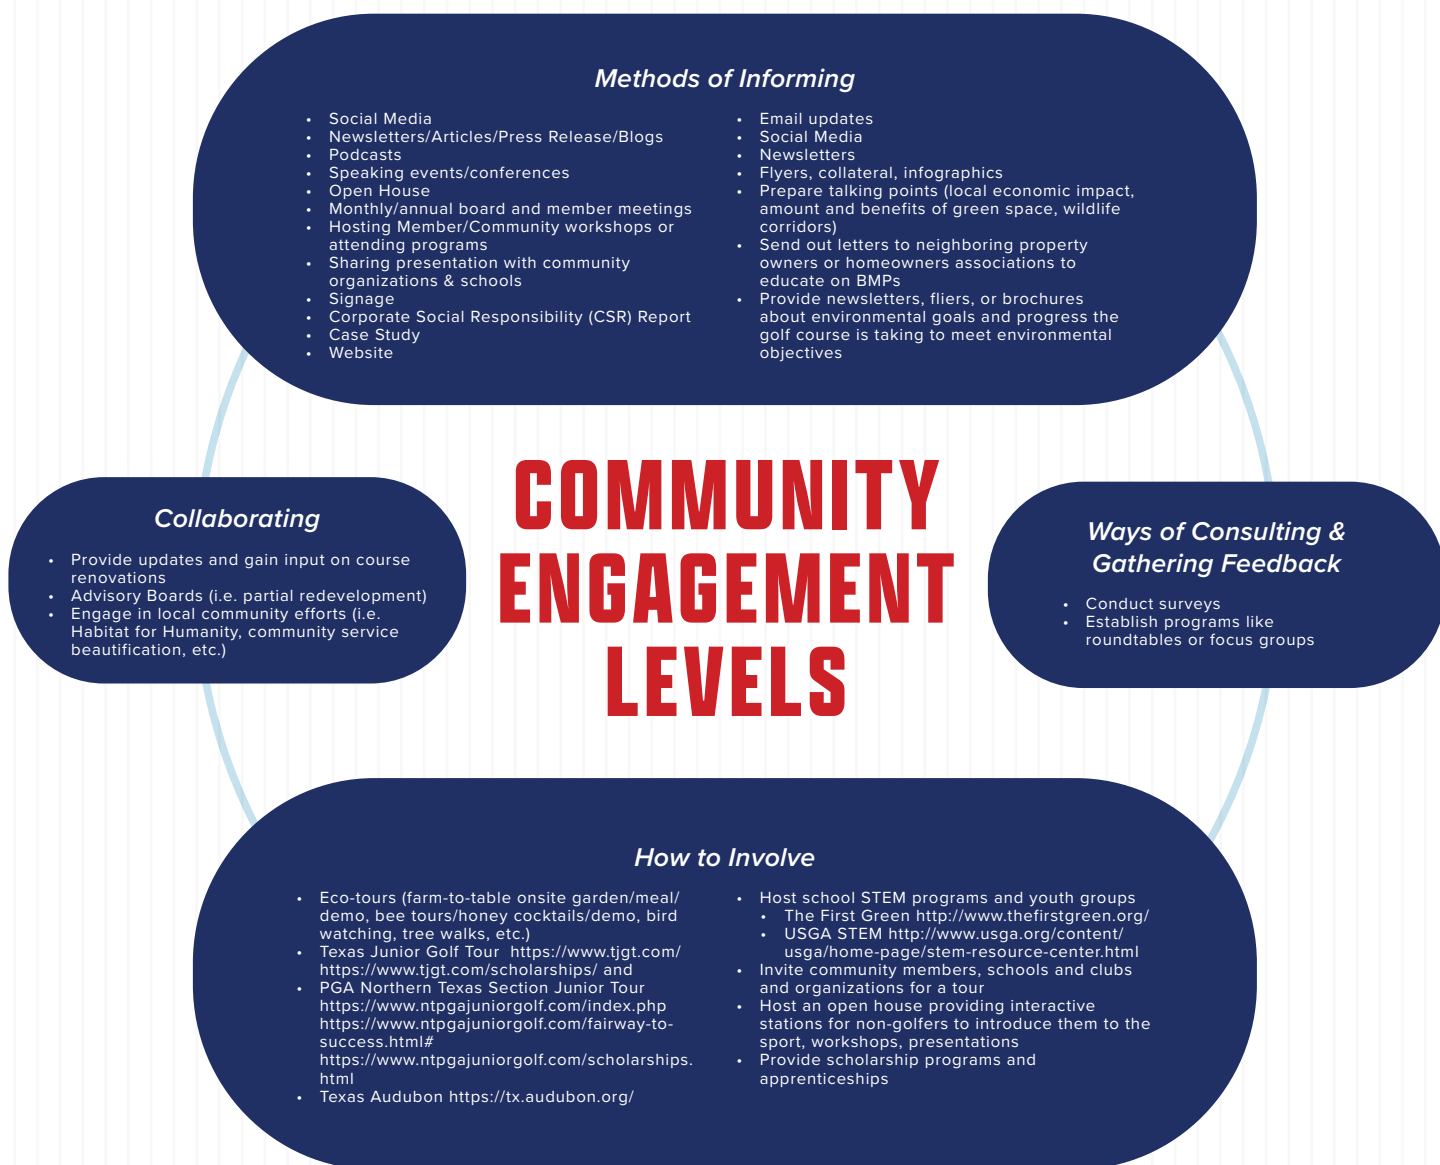 Methods of Informing
• Social Media
• Newsletters/Articles/Press Release/Blogs
• Podcasts
• Speaking events/conferences
• Open House
• Monthly/annual board and member meetings
• Hosting Member/Community workshops or
attending programs
• Sharing presentation with community
organizations & schools
• Signage
• Corporate Social Responsibility (CSR) Report
• Case Study
• Website
• Email updates
• Social Media
• Newsletters
• Flyers, collateral, infographics
• Prepare talking points (local economic impact,
amount and benefits of green space, wildlife
corridors)
• Send out letters to neighboring property
owners or homeowners associations to
educate on BMPs
• Provide newsletters, fliers, or brochures
about environmental goals and progress the
golf course is taking to meet environmental
objectives
Collaborating
• Provide updates and gain input on course
renovations
• Advisory Boards (i.e. partial redevelopment)
• Engage in local community efforts (i.e.
Habitat for Humanity, community service
beautification, etc.)
COMMUNITY
ENGAGEMENT
LEVELS
Ways of Consulting &
Gathering Feedback
• Conduct surveys
• Establish programs like
roundtables or focus groups
How to Involve
• Eco-tours (farm-to-table onsite garden/meal/
demo, bee tours/honey cocktails/demo, bird
watching, tree walks, etc.)
• Texas Junior Golf Tour  https://www.tjgt.com/
https://www.tjgt.com/scholarships/ and
• PGA Northern Texas Section Junior Tour
https://www.ntpgajuniorgolf.com/index.php
https://www.ntpgajuniorgolf.com/fairway-to-
success.html#
https://www.ntpgajuniorgolf.com/scholarships.
html
• Texas Audubon https://tx.audubon.org/
• Host school STEM programs and youth groups
• The First Green http://www.thefirstgreen.org/
• USGA STEM http://www.usga.org/content/
usga/home-page/stem-resource-center.html
• Invite community members, schools and clubs
and organizations for a tour
• Host an open house providing interactive
stations for non-golfers to introduce them to the
sport, workshops, presentations
• Provide scholarship programs and
apprenticeships